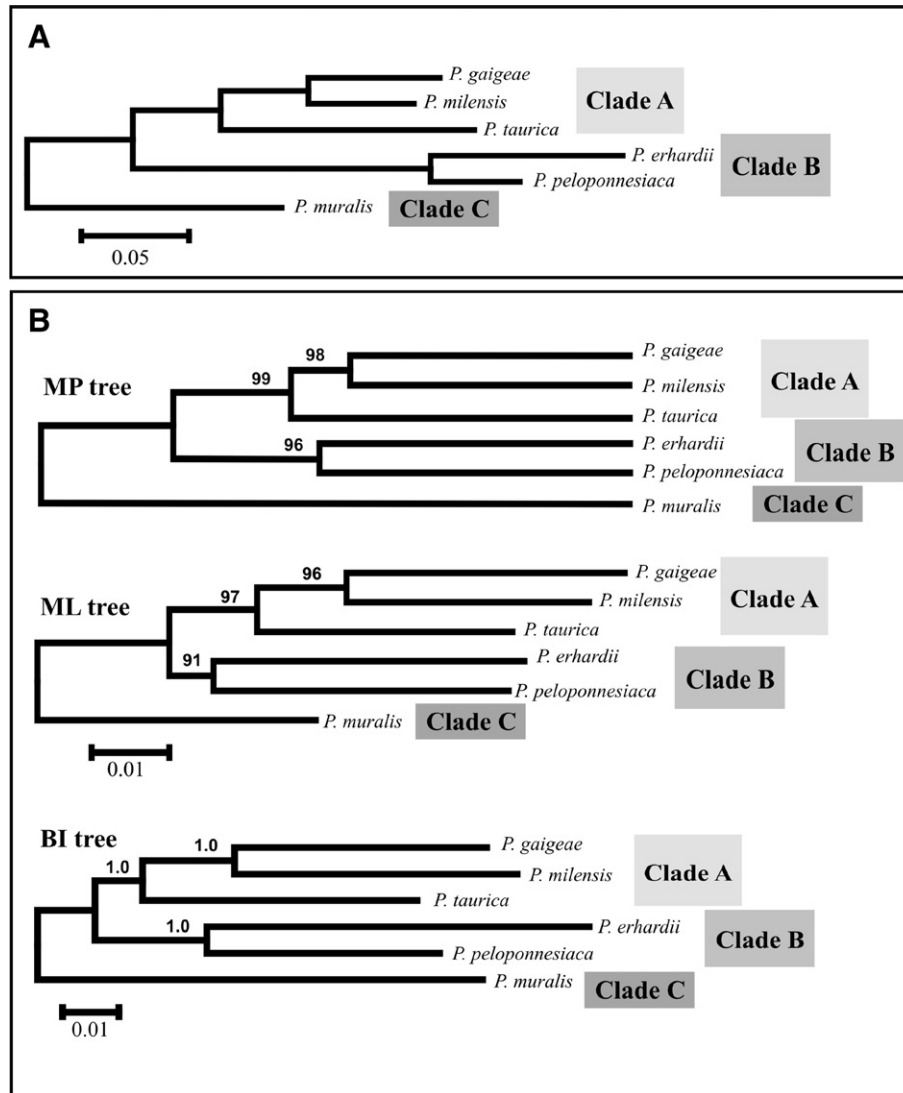 A
P. gaigeae
P. milensis
Clade A
P. taurica
P. erhardii
P. peloponnesiaca
Clade B
P. muralis
Clade C
0.05
B
MP tree
98
99
96
P. gaigeae
P. milensis
Clade A
P. taurica
P. erhardii
P. peloponnesiaca
Clade B
P. muralis
Clade C
ML tree
96
97
91
P. gaigeae
P. milensis
Clade A
P. taurica
P. erhardii
P. peloponnesiaca
Clade B
P. muralis
Clade C
0.01
BI tree
1.0
1.0
1.0
P. gaigeae
P. milensis
Clade A
P. taurica
P. erhardii
P. peloponnesiaca
Clade B
P. muralis
Clade C
0.01